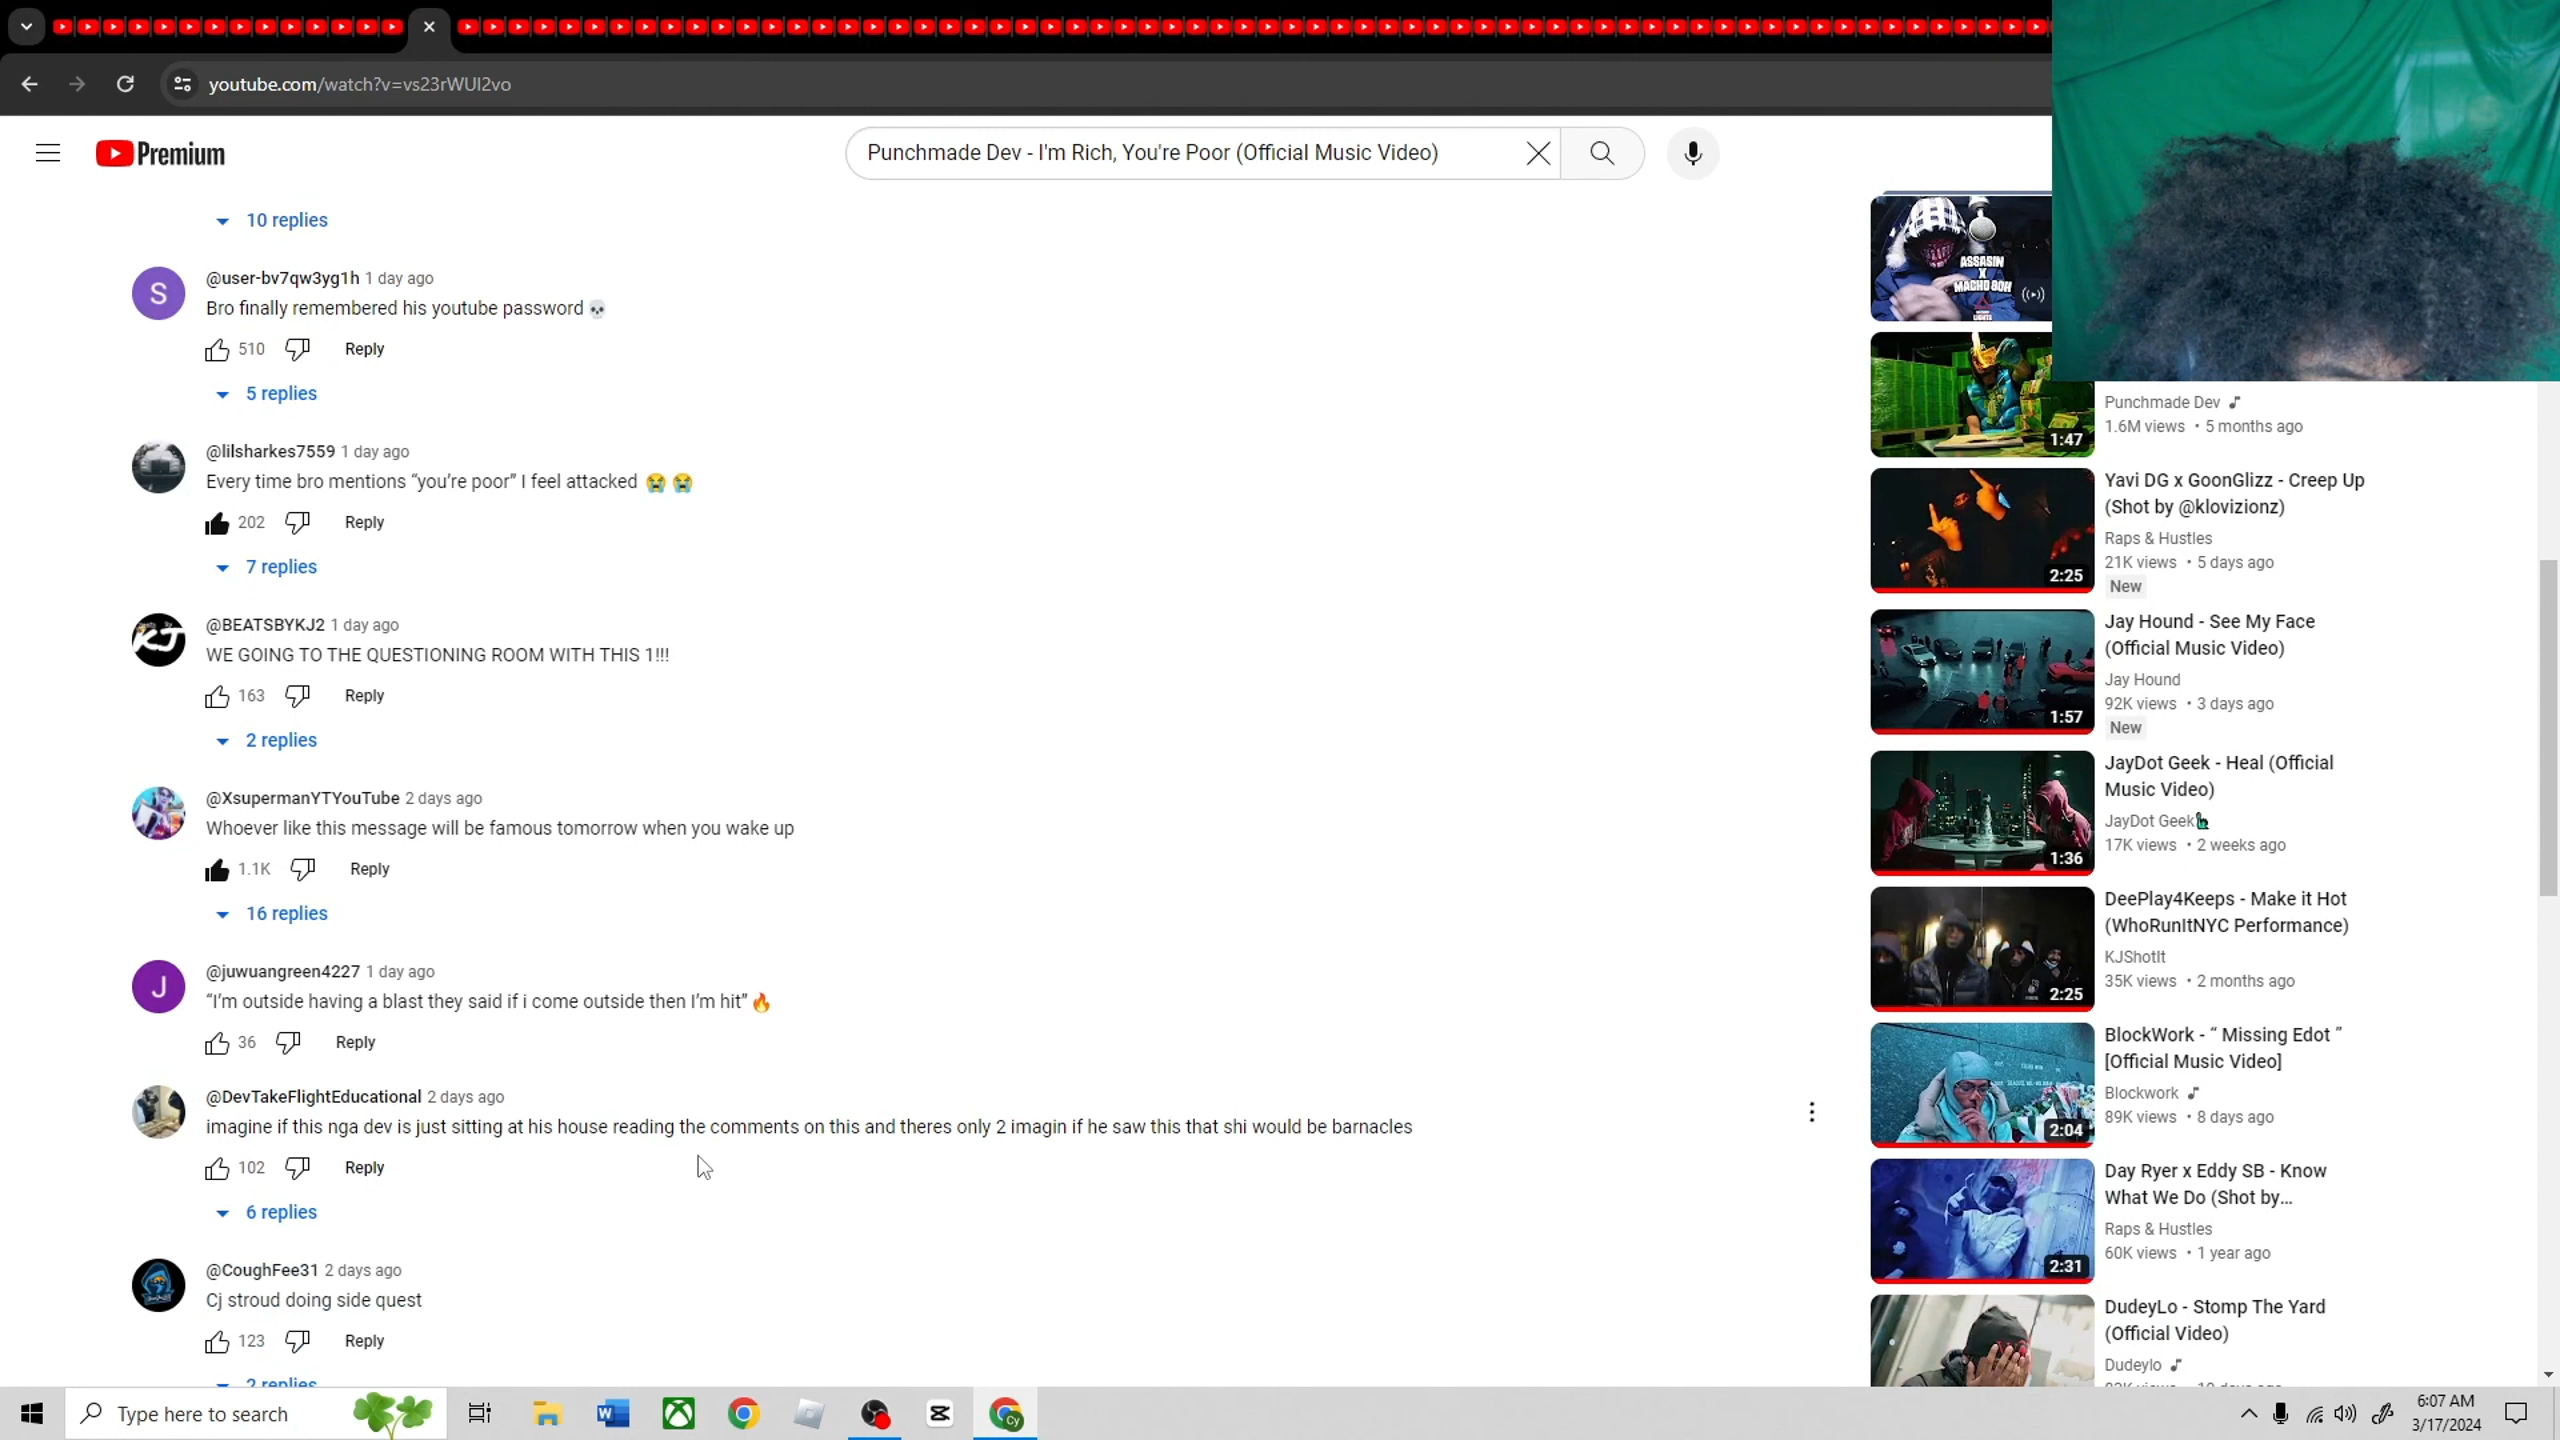 youtube.com/watch?v=vs23rWUI2vo
Premium
Punchmade Dev - I'm Rich, You're Poor (Official Music Video)
10 replies
S
@user-bv7qw3yg1h 1 day ago
Bro finally remembered his youtube password 💀
510 Reply
5 replies
@lilsharkes7559 1 day ago
Every time bro mentions “you’re poor” I feel attacked 😭 😭
202 Reply
7 replies
KJ
@BEATSBYKJ2 1 day ago
WE GOING TO THE QUESTIONING ROOM WITH THIS 1!!!
163 Reply
2 replies
@XsupermanYTYouTube 2 days ago
Whoever like this message will be famous tomorrow when you wake up
1.1K Reply
16 replies
J
@juwuangreen4227 1 day ago
“I’m outside having a blast they said if i come outside then I’m hit” 🔥
36 Reply
@DevTakeFlightEducational 2 days ago
imagine if this nga dev is just sitting at his house reading the comments on this and theres only 2 imagin if he saw this that shi would be barnacles
102 Reply
6 replies
@CoughFee31 2 days ago
Cj stroud doing side quest
123 Reply
2 replies
ASSASIN
X
MACHO 80H
LIGHTS
1:47
Punchmade Dev
1.6M views • 5 months ago
2:25
Yavi DG x GoonGlizz - Creep Up
(Shot by @klovizionz)
Raps & Hustles
21K views • 5 days ago
New
1:57
Jay Hound - See My Face
(Official Music Video)
Jay Hound
92K views • 3 days ago
New
1:36
JayDot Geek - Heal (Official
Music Video)
JayDot Geek🗽
17K views • 2 weeks ago
2:25
DeePlay4Keeps - Make it Hot
(WhoRunItNYC Performance)
KJShotIt
35K views • 2 months ago
2:04
BlockWork - “ Missing Edot ”
[Official Music Video]
Blockwork
89K views • 8 days ago
2:31
Day Ryer x Eddy SB - Know
What We Do (Shot by...
Raps & Hustles
60K views • 1 year ago
DudeyLo - Stomp The Yard
(Official Video)
Dudeylo
Type here to search
Cy
6:07 AM
3/17/2024